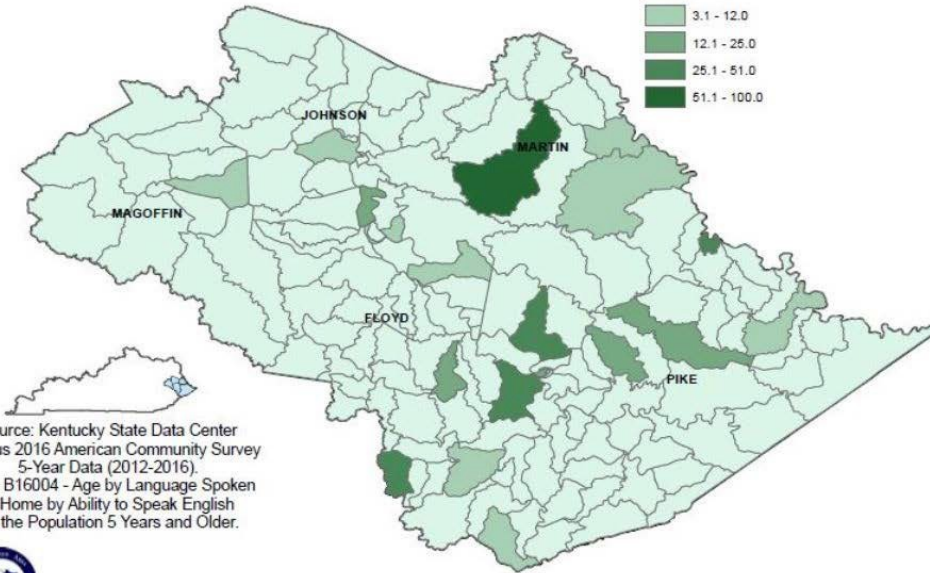 3.1 - 12.0
12.1 - 25.0
25.1 - 51.0
51.1 - 100.0
JOHNSON
MARTIN
MAGOFFIN
FLOYD
PIKE
urce: Kentucky State Data Center
ns 2016 American Community Survey
5-Year Data (2012-2016).
B16004 - Age by Language Spoken
Home by Ability to Speak English
the Population 5 Years and Older.